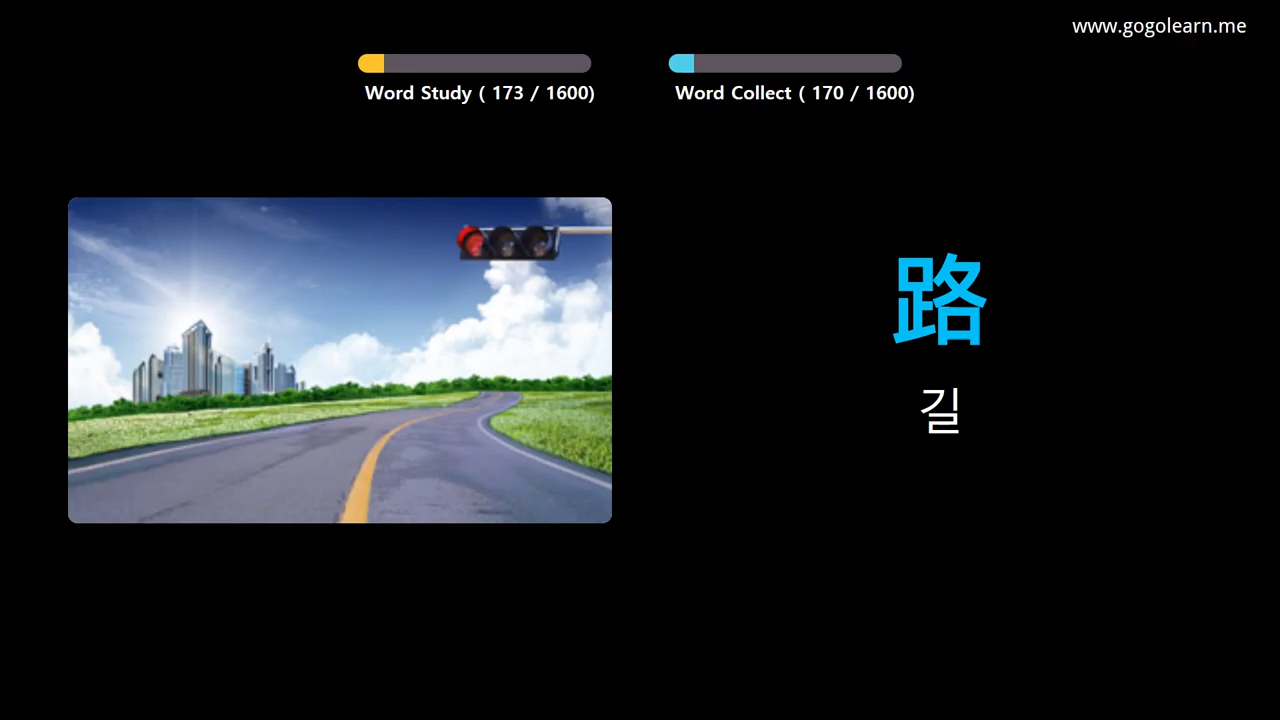 www.gogolearn.me
Word Study ( 173 / 1600)
Word Collect ( 170 / 1600)
路
길